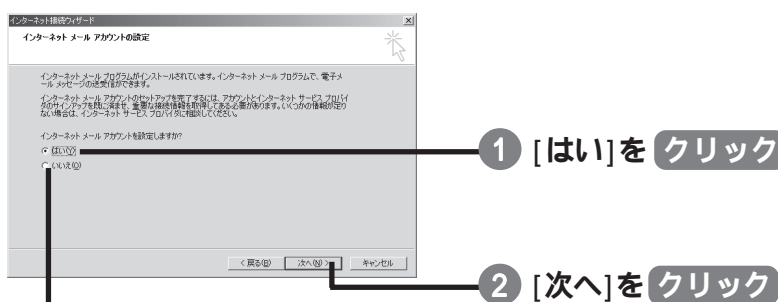 インターネット接続ウィザード
インターネット メール アカウントの設定
インターネット メール プログラムがインストールされています。インターネット メール プログラムで、電子メ
ール メッセージの送受信ができます。
インターネット メール アカウントのセットアップを完了するには、アカウントとインターネット サービス プロバイ
ダのサインアップを既に済ませ、重要な接続情報を取得してある必要があります。いくつかの情報が足り
ない場合は、インターネット サービス プロバイダに相談してください。
インターネット メール アカウントを設定しますか?
はい(Y)
いいえ(O)
< 戻る(B) 次へ(N) > キャンセル
1 [はい]を クリック
2 [次へ]を クリック